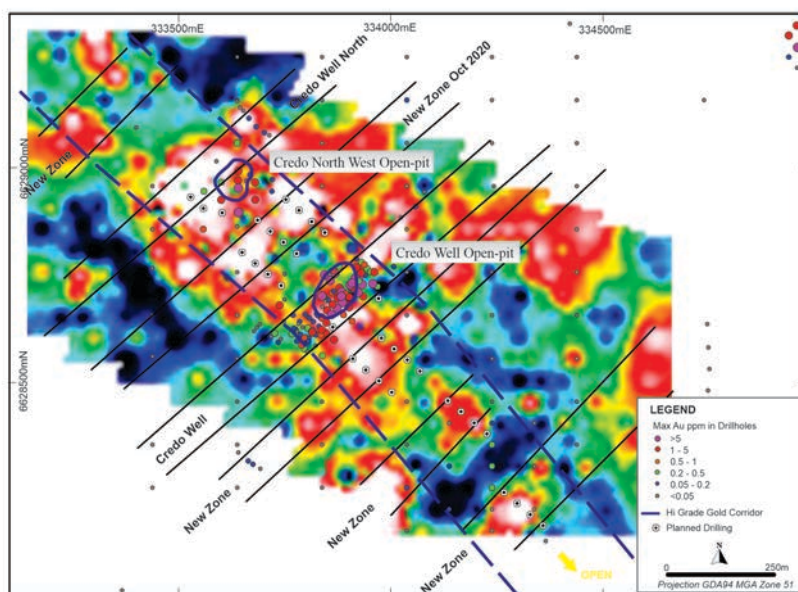 333500mE
334000mE
334500mE
Credo Well North
New Zone Oct 2020
6629000mN
New Zone
Credo North West Open-pit
Credo Well Open-pit
6628500mN
Credo Well
New Zone
New Zone
New Zone
OPEN
LEGEND
Max Au ppm in Drillholes
>5
1 - 5
0.5 - 1
0.2 - 0.5
0.05 - 0.2
<0.05
Hi Grade Gold Corridor
Planned Drilling
N
0
250m
Projection GDA94 MGA Zone 51